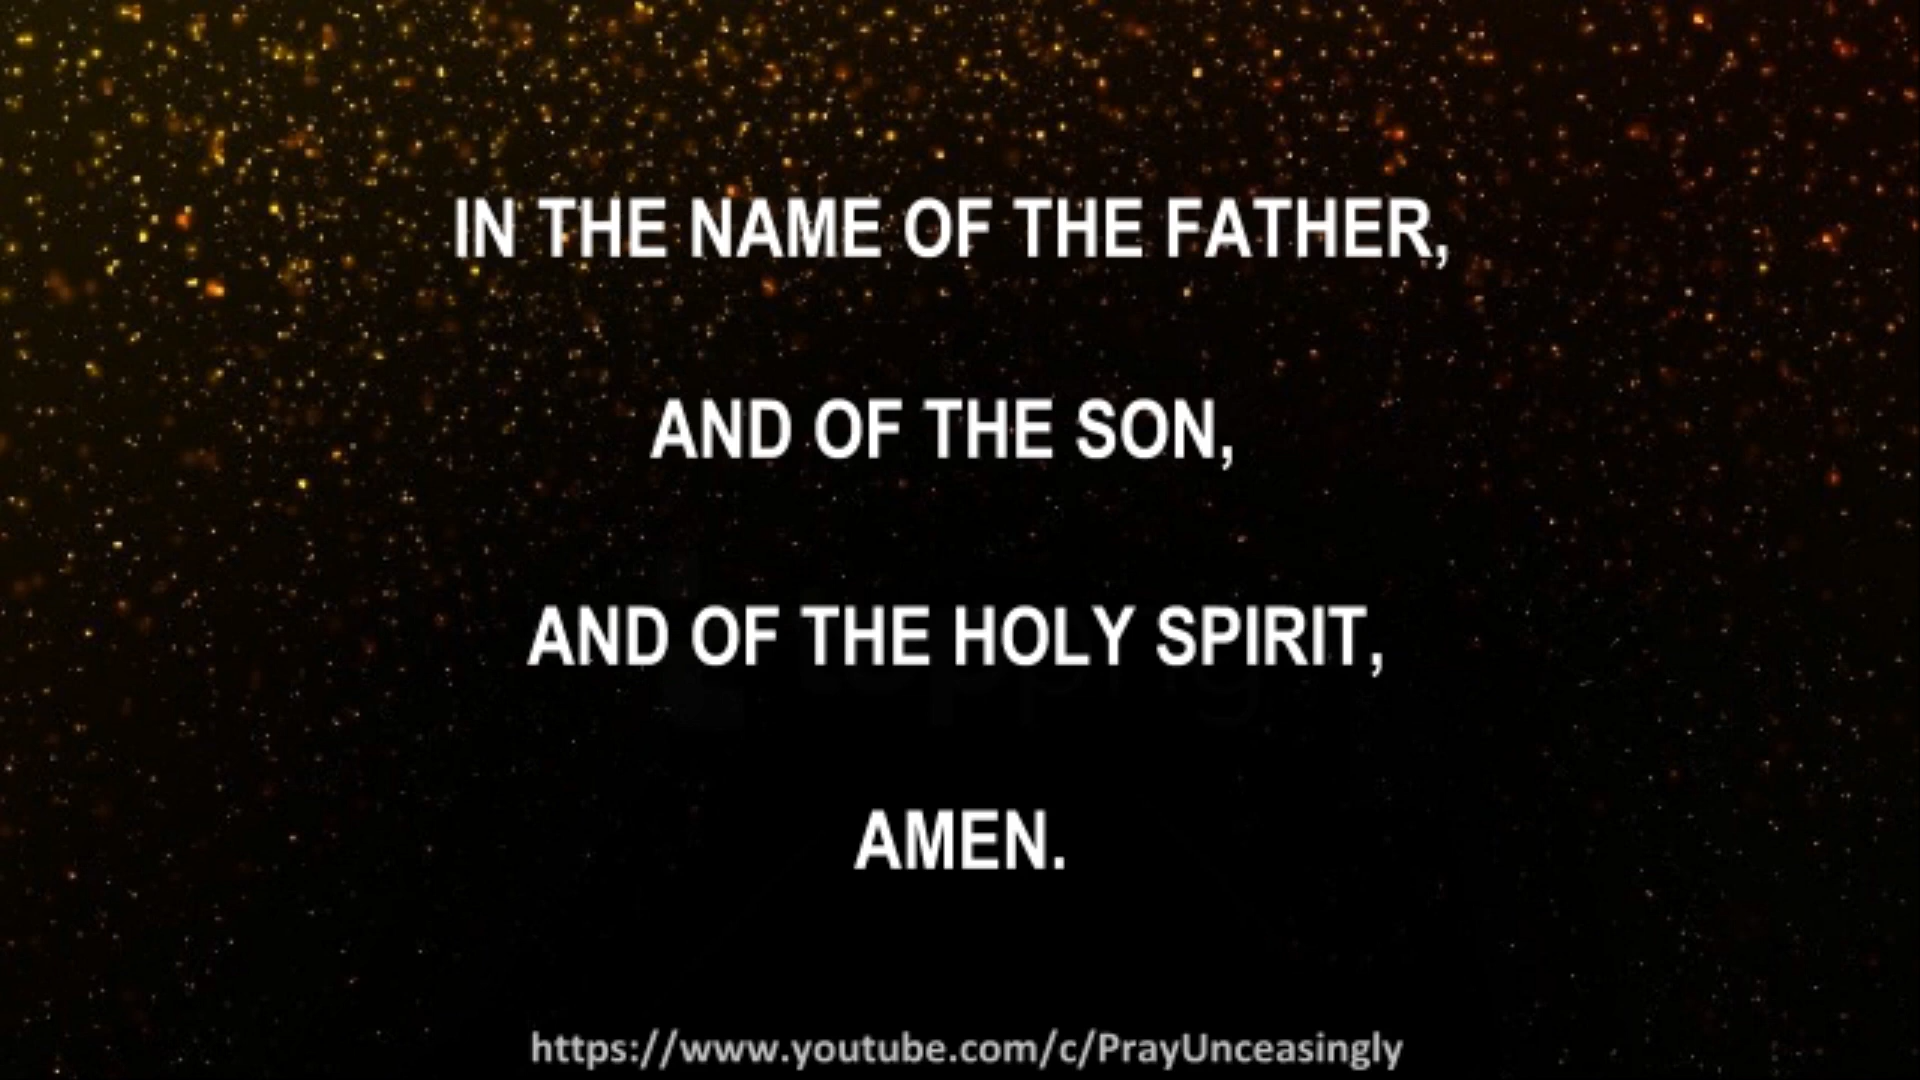 IN THE NAME OF THE FATHER,
AND OF THE SON,
AND OF THE HOLY SPIRIT,
AMEN.
https://www.youtube.com/c/PrayUnceasingly